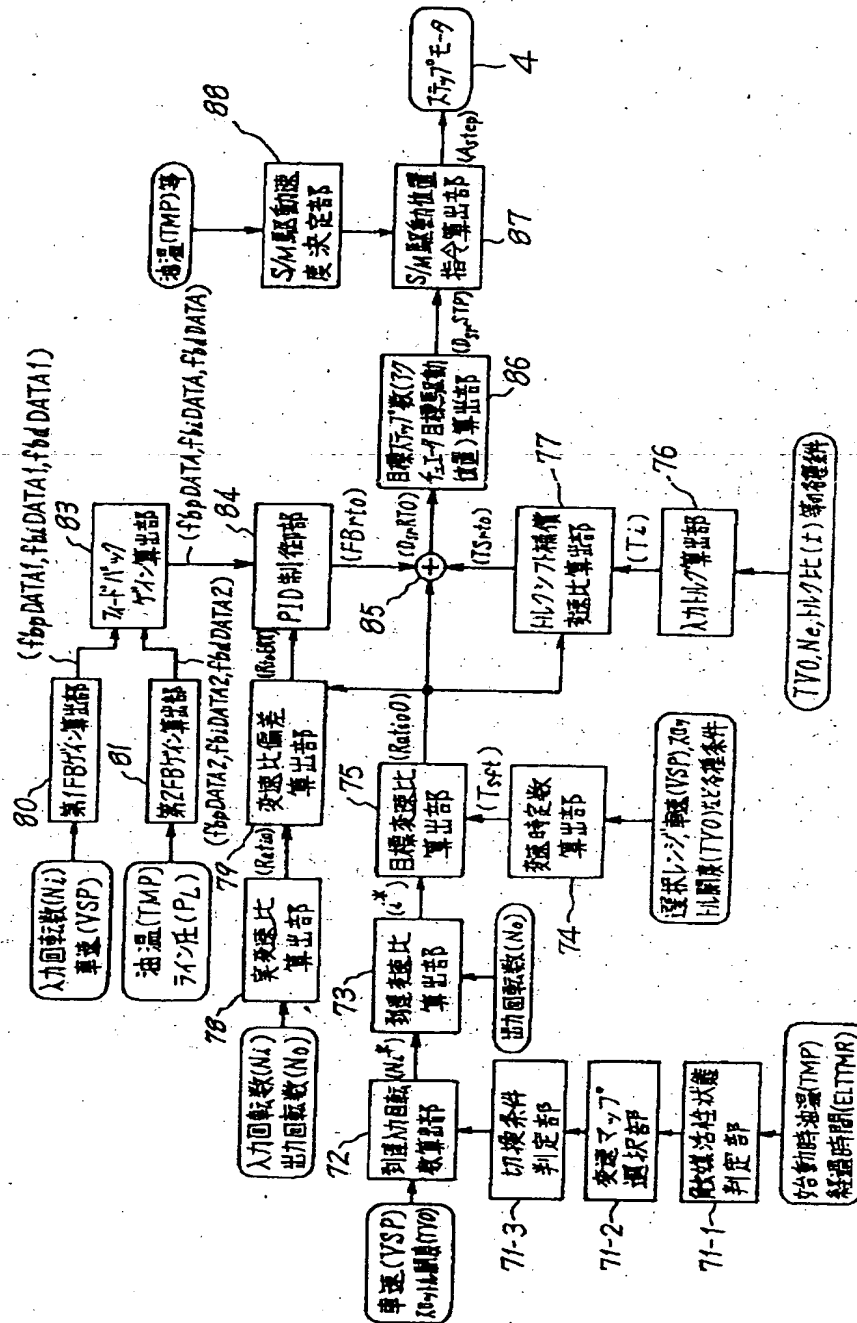 入力回転数(Ni)
車速(VSP)
80
第1FBゲイン算出部
(fbpDATA1,fbiDATA1,fbdDATA1)
油温(TMP)
ライン圧(PL)
81
第2FBゲイン算出部
(fbpDATA2,fbiDATA2,fbdDATA2)
83
フィードバック
ゲイン算出部
(fbpDATA,fbiDATA,fbdDATA)
油温(TMP)等
88
S/M駆動速
度決定部
入力回転数(Ni)
出力回転数(No)
78
実変速比
算出部
(Ratio)
79
変速比偏差
算出部
(RtoERR)
84
PID制御部
(FBrto)
車速(VSP)
スロットル開度(TVO)
72
到達入力回転
数算出部
(Ni*)
73
到達変速比
算出部
(i*)
出力回転数(No)
75
目標変速比
算出部
(Ratio0)
85
(DsrRTO)
目標ステップ数(アク
チュエータ目標駆動
位置)算出部
86
(DsrSTP)
S/M駆動位置
指令算出部
87
(Astep)
ステップモータ
4
(Tsft)
変速時定数
算出部
74
選択レンジ,車速(VSP),スロッ
トル開度(TVO)など各種条件
(TSrto)
トルクシフト補償
変速比算出部
77
(Ti)
入力トルク算出部
76
(TVO,Ne,トルク比(t)等の各種条件)
切換条件
判定部
71-3
変速マップ
選択部
71-2
触媒活性状態
判定部
71-1
始動時油温(TMP)
経過時間(ELTTMR)